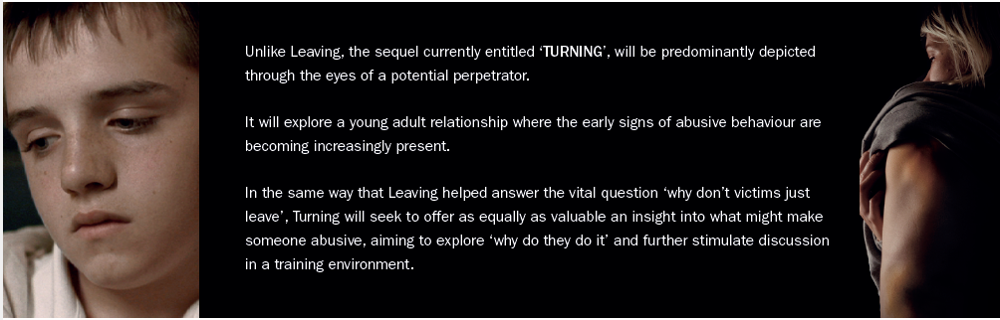 Unlike Leaving, the sequel currently entitled ‘TURNING’, will be predominantly depicted
through the eyes of a potential perpetrator.
It will explore a young adult relationship where the early signs of abusive behaviour are
becoming increasingly present.
In the same way that Leaving helped answer the vital question ‘why don’t victims just
leave’, Turning will seek to offer as equally as valuable an insight into what might make
someone abusive, aiming to explore ‘why do they do it’ and further stimulate discussion
in a training environment.